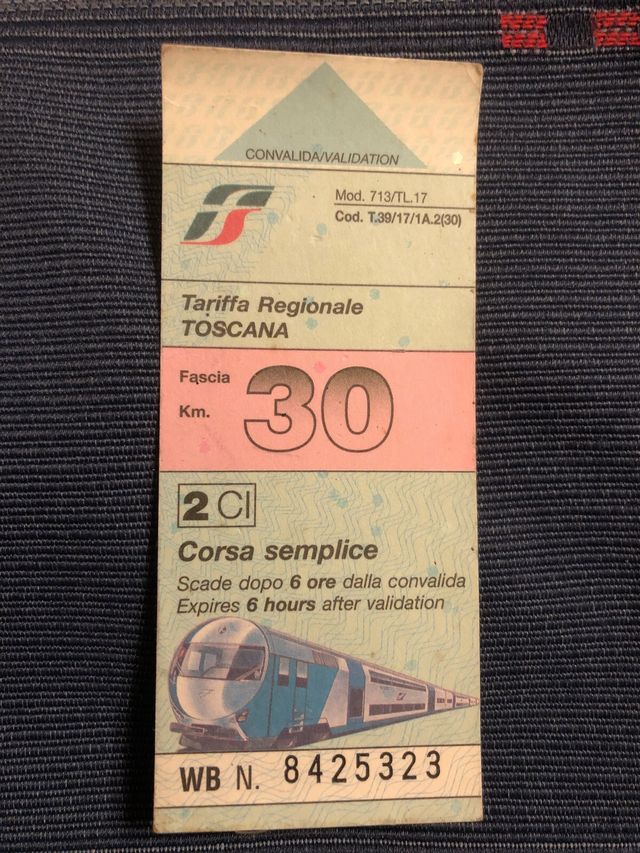 CONVALIDA/VALIDATION
Mod. 713/TL.17
Cod. T.39/17/1A.2(30)
Tariffa Regionale
TOSCANA
Fascia
Km. 30
2 Cl
Corsa semplice
Scade dopo 6 ore dalla convalida
Expires 6 hours after validation
WB N. 8425323